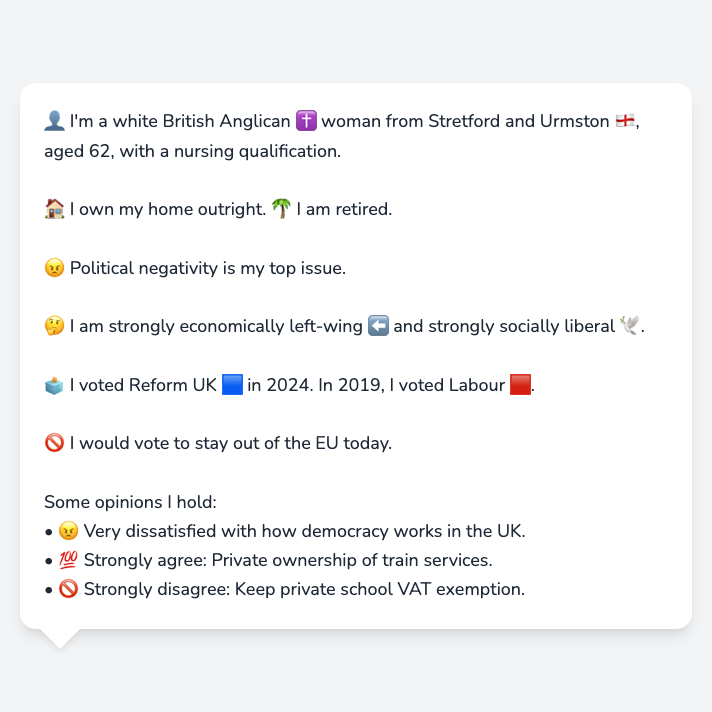 👤 I'm a white British Anglican ✝️ woman from Stretford and Urmston 🏴󠁧󠁢󠁥󠁮󠁧󠁿,
aged 62, with a nursing qualification.
🏠 I own my home outright. 🌴 I am retired.
😠 Political negativity is my top issue.
🤔 I am strongly economically left-wing ⬅️ and strongly socially liberal 🕊️.
🗳️ I voted Reform UK 🟦 in 2024. In 2019, I voted Labour 🟥.
🚫 I would vote to stay out of the EU today.
Some opinions I hold:
• 😠 Very dissatisfied with how democracy works in the UK.
• 💯 Strongly agree: Private ownership of train services.
• 🚫 Strongly disagree: Keep private school VAT exemption.